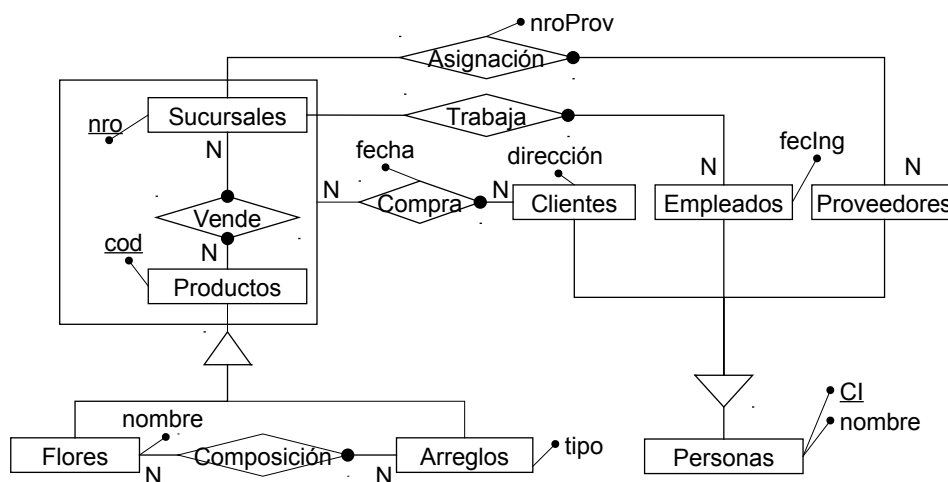 nroProv
Asignación
Sucursales
Trabaja
nro
N
fecha
dirección
fecIng
N
N
N
N
N
Compra
Clientes
Empleados
Proveedores
Vende
cod
N
Productos
nombre
CI
nombre
Flores
Composición
Arreglos
tipo
Personas
N
N